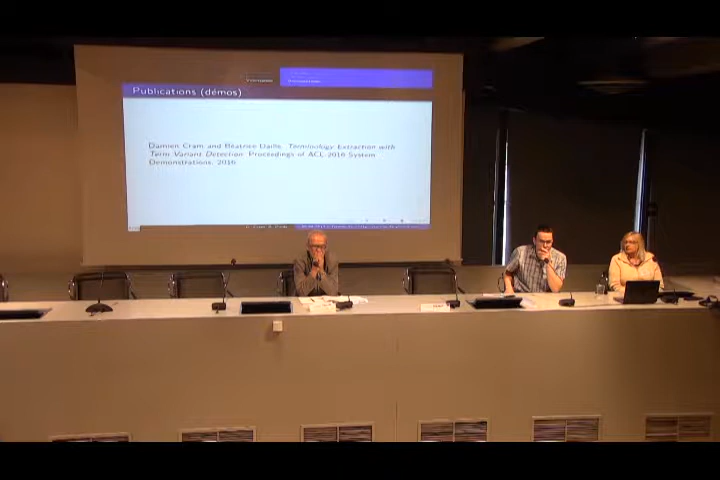 Publications (démos)
Damien Cram and Béatrice Daille. Terminology Extraction with
Term Variant Detection. Proceedings of ACL-2016 System
Demonstrations, 2016